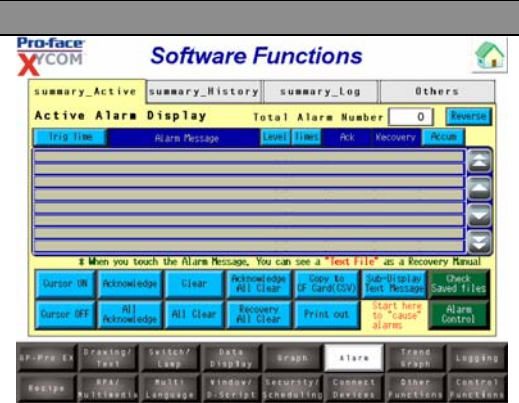 Pro-face
XYCOM
Software Functions
summary_Active summary_History summary_Log Others
Active Alarm Display Total Alarm Number 0 Reverse
Trig Time Alarm Message Level Times Ack Recovery Accum
* When you touch the Alarm Message, You can see a "Text File" as a Recovery Manual
Cursor ON Acknowledge Clear Acknowledge All Clear Copy to CF Card(CSV) Sub-Display Text Message Check Saved files
Cursor OFF All Acknowledge All Clear Recovery All Clear Print out Start here to "cause" alarms Alarm Control
GP-Pro EX Drawing/ Text Switch/ Lamp Data Display Graph Alarm Trend Graph Logging
Recipe RPA/ Multimedia Multi Language Window/ D-Script Security/ Scheduling Connect Devices Other Functions Control Functions